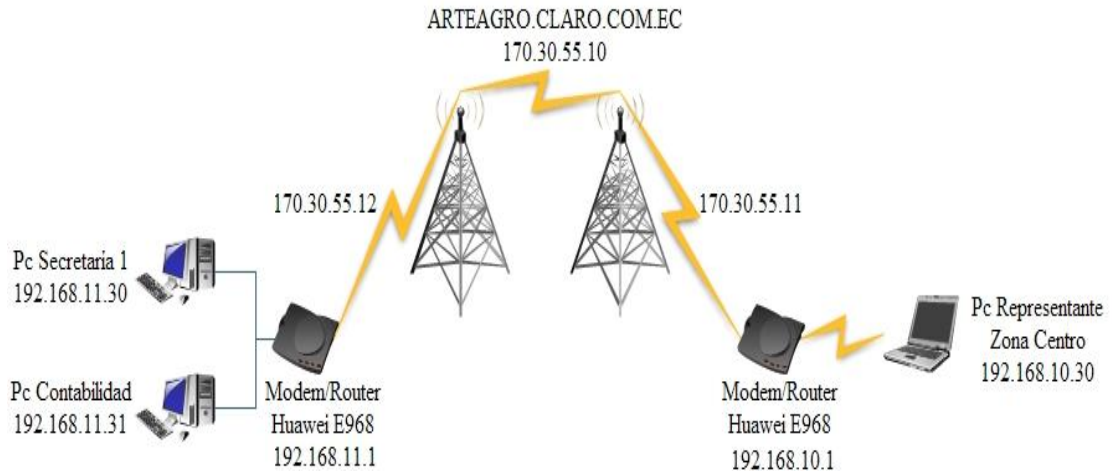 ARTEAGRO.CLARO.COM.EC
170.30.55.10
170.30.55.12
170.30.55.11
Pc Secretaria 1
192.168.11.30
Pc Contabilidad
192.168.11.31
Modem/Router
Huawei E968
192.168.11.1
Modem/Router
Huawei E968
192.168.10.1
Pc Representante
Zona Centro
192.168.10.30